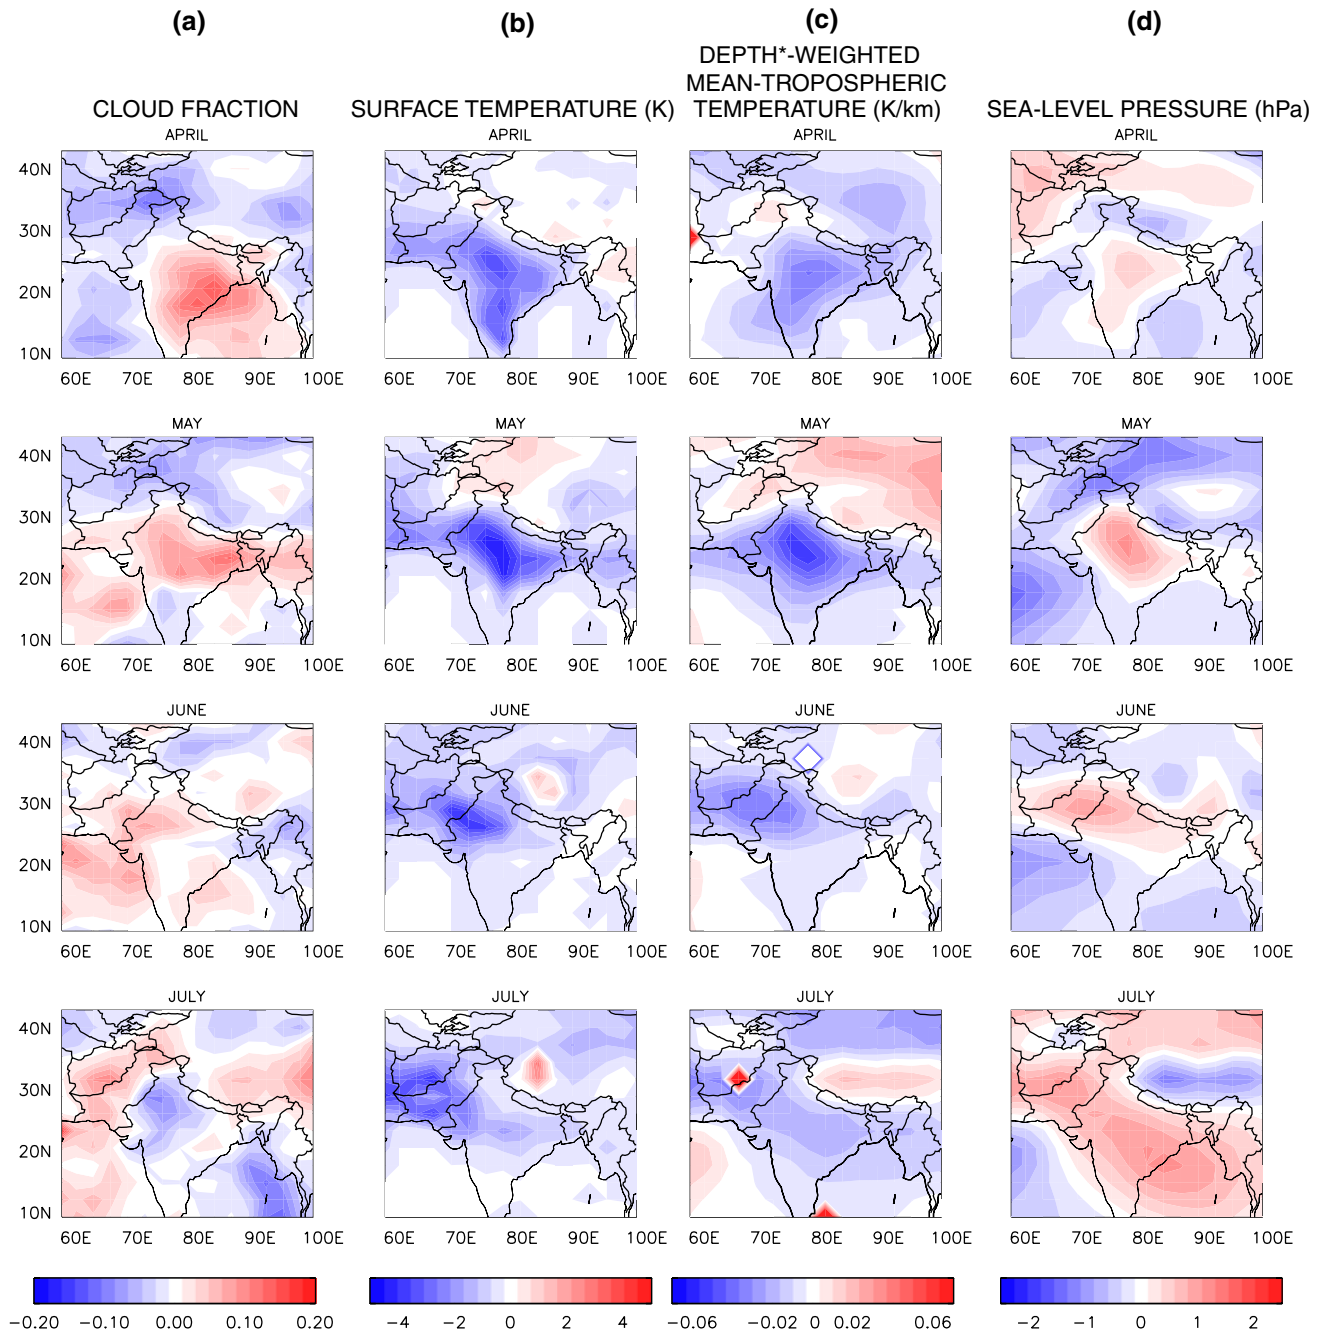 (a) (b) (c) (d)
DEPTH*-WEIGHTED
MEAN-TROPOSPHERIC
CLOUD FRACTION SURFACE TEMPERATURE (K) TEMPERATURE (K/km) SEA-LEVEL PRESSURE (hPa)
APRIL APRIL APRIL APRIL
40N
30N
20N
10N
60E 70E 80E 90E 100E 60E 70E 80E 90E 100E 60E 70E 80E 90E 100E 60E 70E 80E 90E 100E
MAY MAY MAY MAY
40N
30N
20N
10N
60E 70E 80E 90E 100E 60E 70E 80E 90E 100E 60E 70E 80E 90E 100E 60E 70E 80E 90E 100E
JUNE JUNE JUNE JUNE
40N
30N
20N
10N
60E 70E 80E 90E 100E 60E 70E 80E 90E 100E 60E 70E 80E 90E 100E 60E 70E 80E 90E 100E
JULY JULY JULY JULY
40N
30N
20N
10N
60E 70E 80E 90E 100E 60E 70E 80E 90E 100E 60E 70E 80E 90E 100E 60E 70E 80E 90E 100E
−0.20 −0.10 0.00 0.10 0.20 −4 −2 0 2 4 −0.06 −0.02 0 0.02 0.06 −2 −1 0 1 2